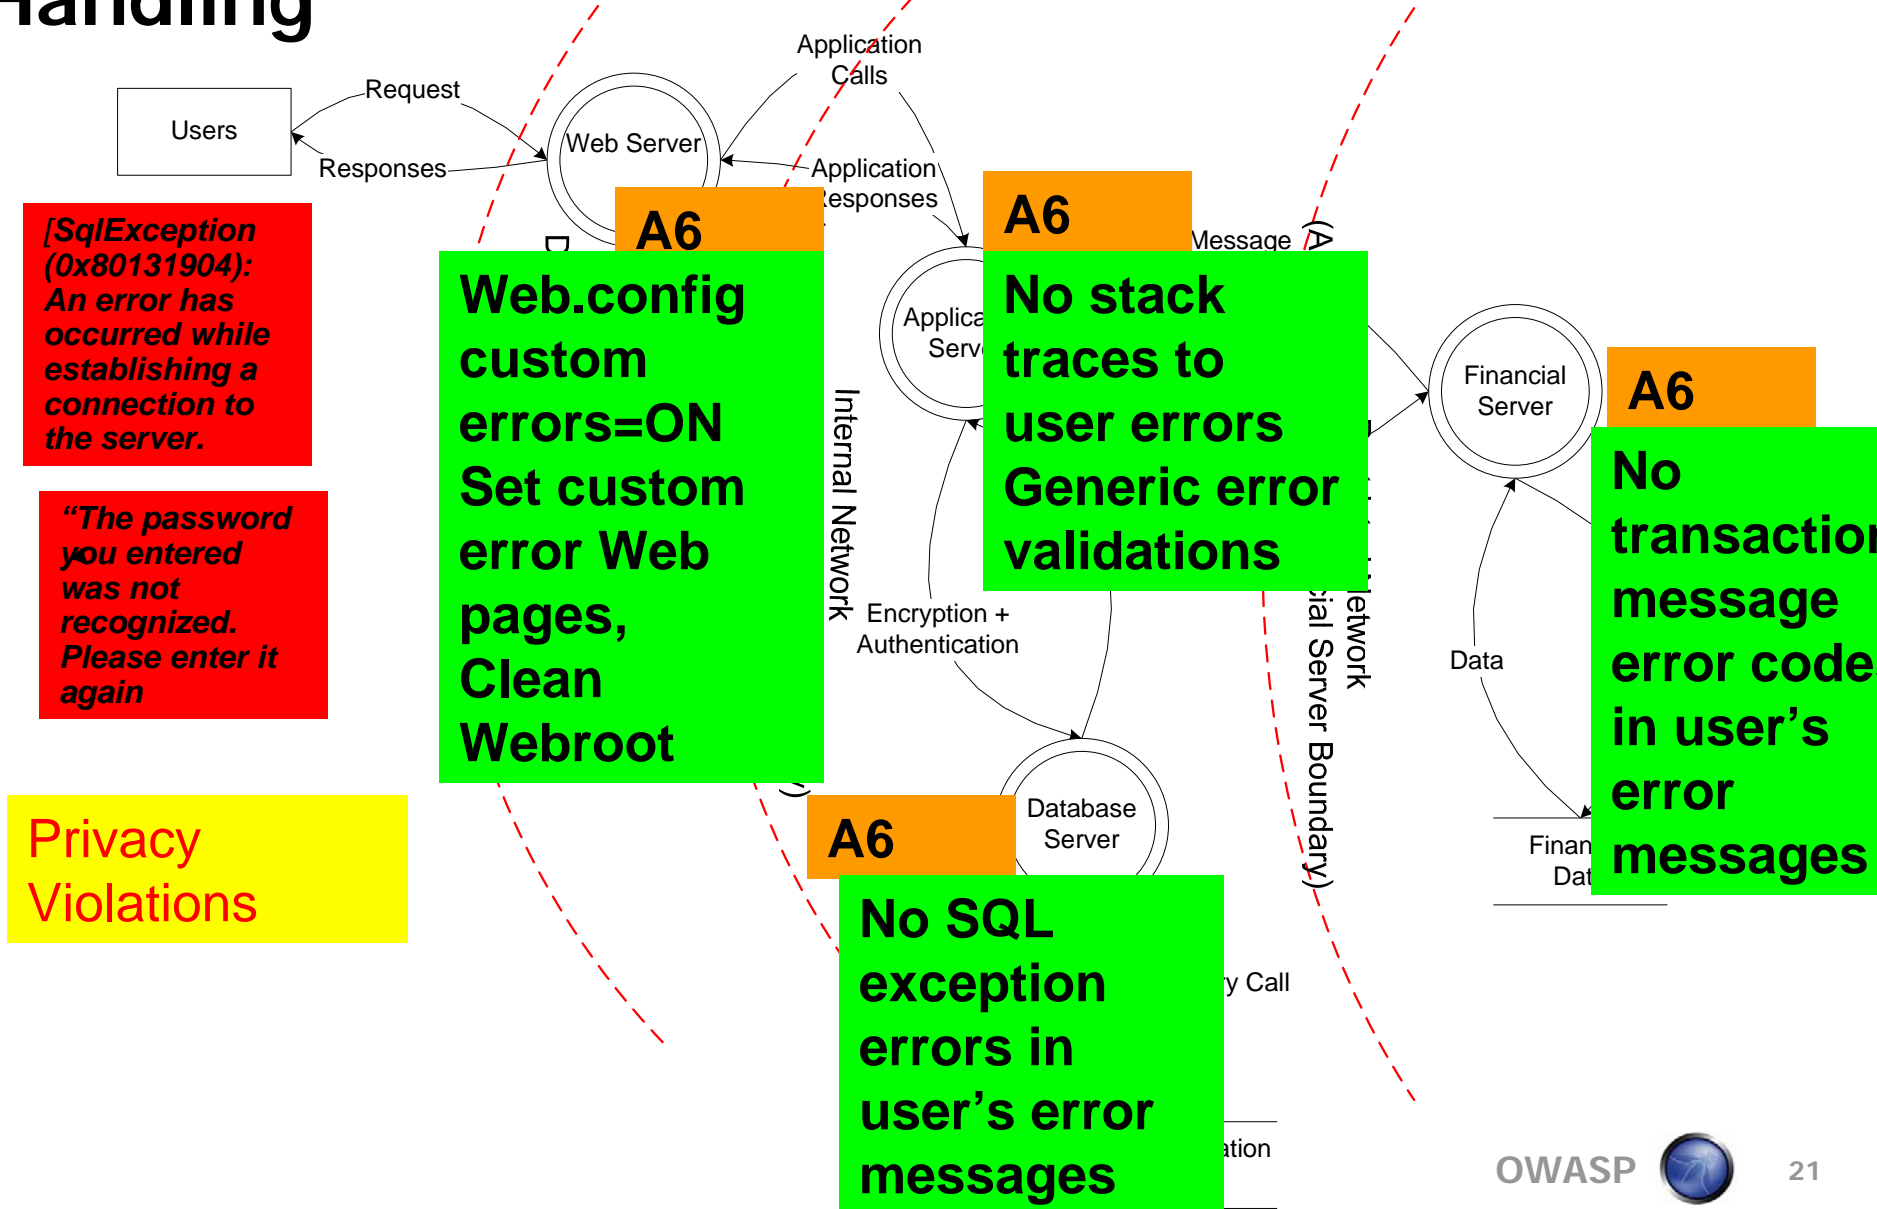 Handling
Application
Calls
Request
Users
Web Server
Responses
Application
Responses
[SqlException
(0x80131904):
An error has
occurred while
establishing a
connection to
the server.
"The password
you entered
was not
recognized.
Please enter it
again
Privacy
Violations
A6
Web.config
custom
errors=ON
Set custom
error Web
pages,
Clean
Webroot
Internal Network
A6
Message
No stack
traces to
user errors
Generic error
validations
Server Boundary)
Encryption +
Authentication
Financial
Server
A6
No
transaction
message
error codes
in user's
error
messages
Data
Database
Server
A6
No SQL
exception
errors in
user's error
messages
Call
OWASP
21